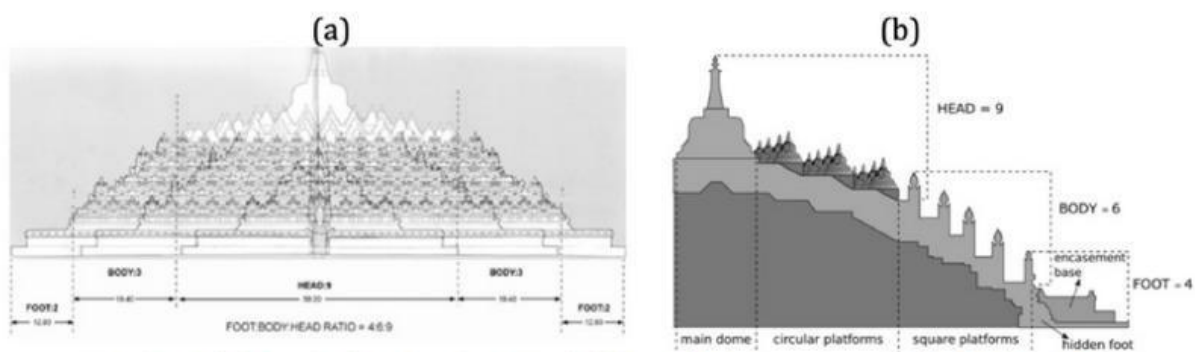 (a)
BODY:3
HEAD:9
BODY:3
FOOT:2
FOOT:2
FOOT:BODY:HEAD RATIO = 4:6:9
(b)
HEAD = 9
BODY = 6
encasement
base
FOOT = 4
main dome
circular platforms
square platforms
hidden foot